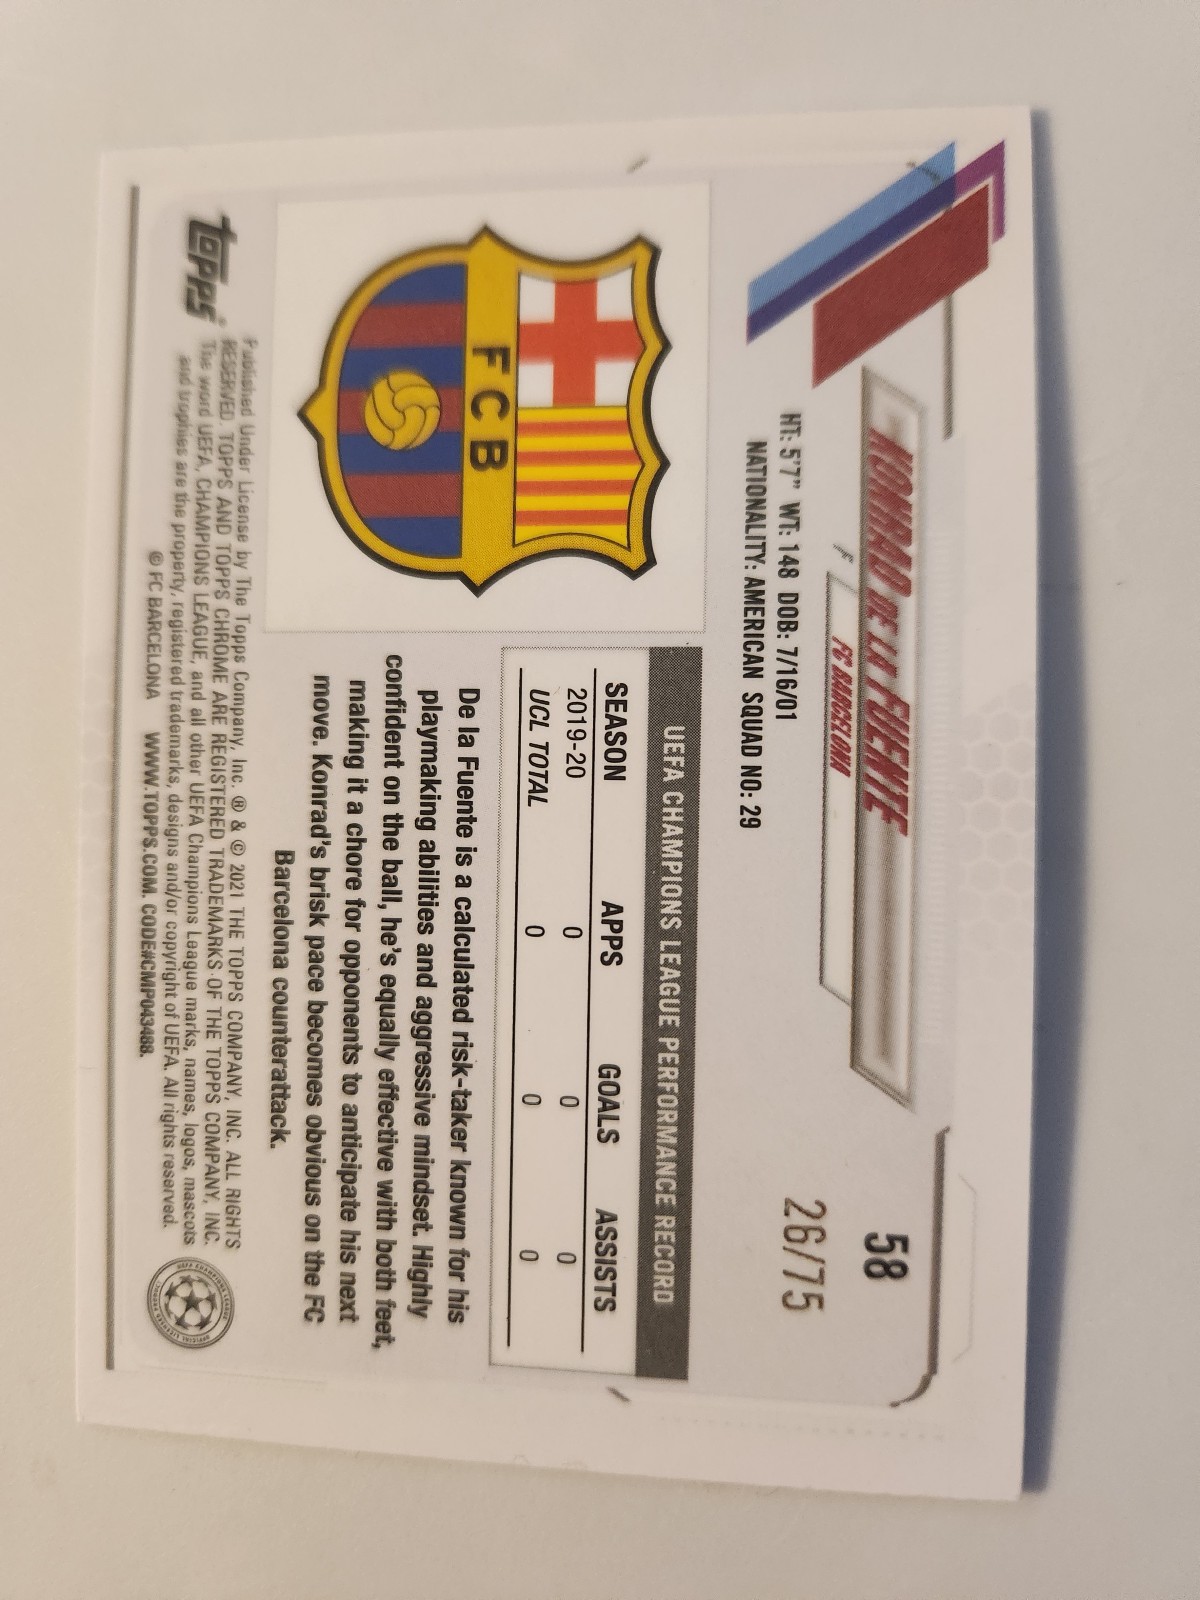 58
KONRAD DE LA FUENTE
F FC BARCELONA
26/75
HT: 5'7" WT: 148 DOB: 7/16/01
NATIONALITY: AMERICAN SQUAD NO: 29
FCB
UEFA CHAMPIONS LEAGUE PERFORMANCE RECORD
SEASON APPS GOALS ASSISTS
2019-20 0 0 0
UCL TOTAL 0 0 0
De la Fuente is a calculated risk-taker known for his
playmaking abilities and aggressive mindset. Highly
confident on the ball, he's equally effective with both feet,
making it a chore for opponents to anticipate his next
move. Konrad's brisk pace becomes obvious on the FC
Barcelona counterattack.
Topps®
Published Under License by The Topps Company, Inc. ® & © 2021 THE TOPPS COMPANY, INC. ALL RIGHTS
RESERVED. TOPPS AND TOPPS CHROME ARE REGISTERED TRADEMARKS OF THE TOPPS COMPANY, INC.
The word UEFA, CHAMPIONS LEAGUE, and all other UEFA Champions League marks, names, logos, mascots
and trophies are the property, registered trademarks, designs and/or copyright of UEFA. All rights reserved.
© FC BARCELONA WWW.TOPPS.COM. CODE#CMP043488.
UEFA CHAMPIONS LEAGUE
OFFICIAL LICENSED PRODUCT